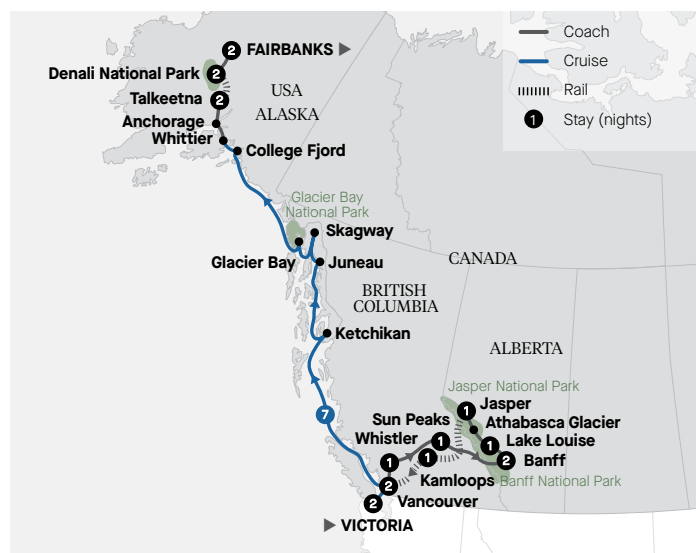 Coach
Cruise
Rail
1 Stay (nights)
2 FAIRBANKS
Denali National Park 2
Talkeetna 2
Anchorage
Whittier
College Fjord
USA
ALASKA
Glacier Bay
National Park
Skagway
Glacier Bay
Juneau
CANADA
BRITISH
COLUMBIA
Ketchikan
ALBERTA
Jasper National Park
7
1 Jasper
Athabasca Glacier
Sun Peaks 1
Whistler 1
1 Lake Louise
2 Banff
1 Kamloops
Banff National Park
2 Vancouver
2
VICTORIA